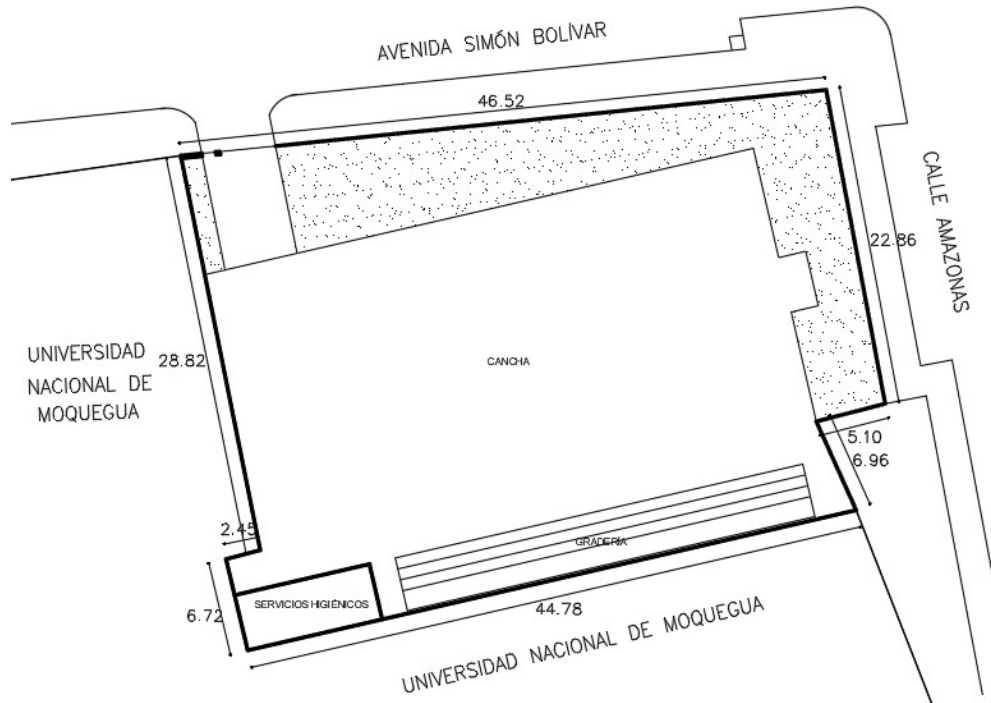 AVENIDA SIMÓN BOLÍVAR
46.52
CALLE AMAZONAS
22.86
UNIVERSIDAD
NACIONAL DE
MOQUEGUA
28.82
CANCHA
5.10
6.96
2.45
GRADERÍA
SERVICIOS HIGIÉNICOS
6.72
44.78
UNIVERSIDAD NACIONAL DE MOQUEGUA